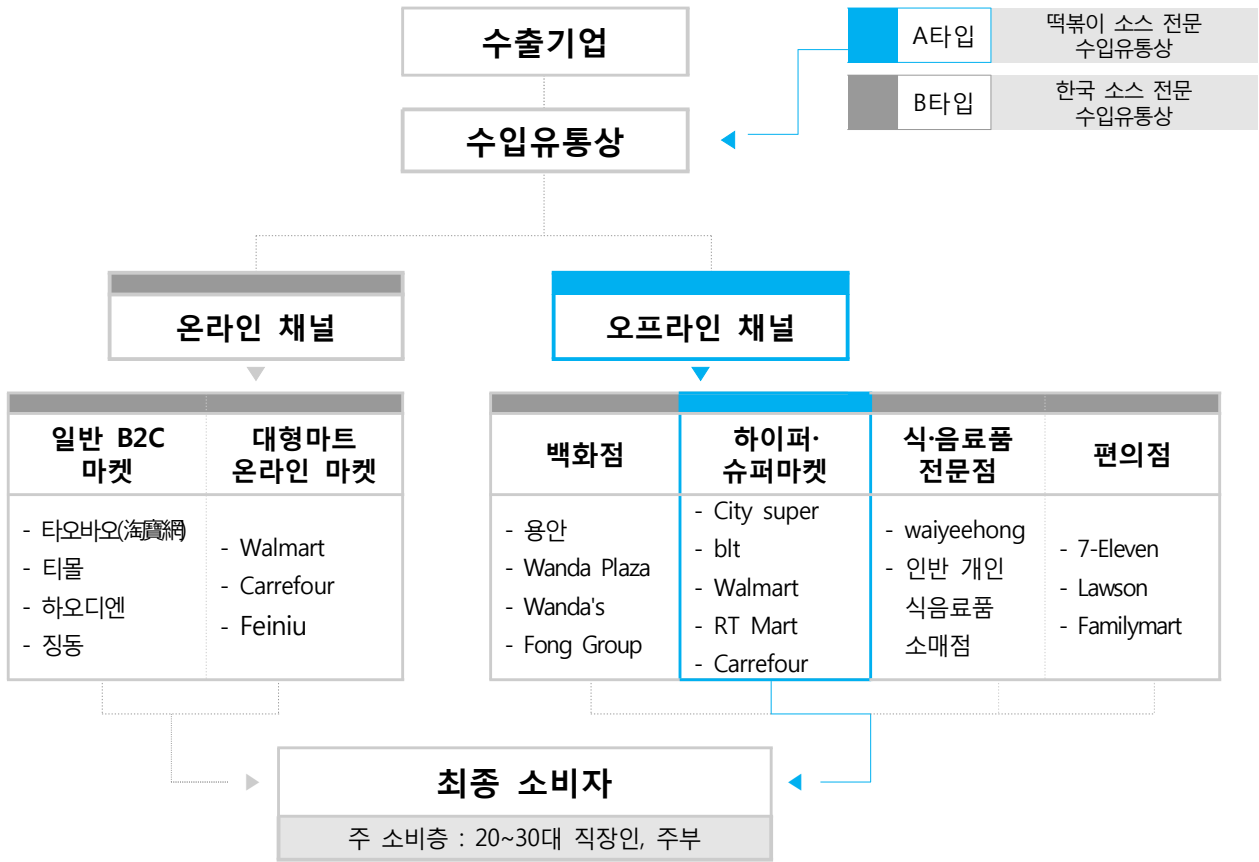 수출기업
A타입
떡볶이 소스 전문
수입유통상
B타입
한국 소스 전문
수입유통상
수입유통상
온라인 채널
오프라인 채널
일반 B2C
마켓
대형마트
온라인 마켓
백화점
하이퍼·
슈퍼마켓
식·음료품
전문점
편의점
- 타오바오(淘寶網)
- 티몰
- 하오디엔
- 징동
- Walmart
- Carrefour
- Feiniu
- 용안
- Wanda Plaza
- Wanda's
- Fong Group
- City super
- blt
- Walmart
- RT Mart
- Carrefour
- waiyeehong
- 인반 개인
식음료품
소매점
- 7-Eleven
- Lawson
- Familymart
최종 소비자
주 소비층 : 20~30대 직장인, 주부